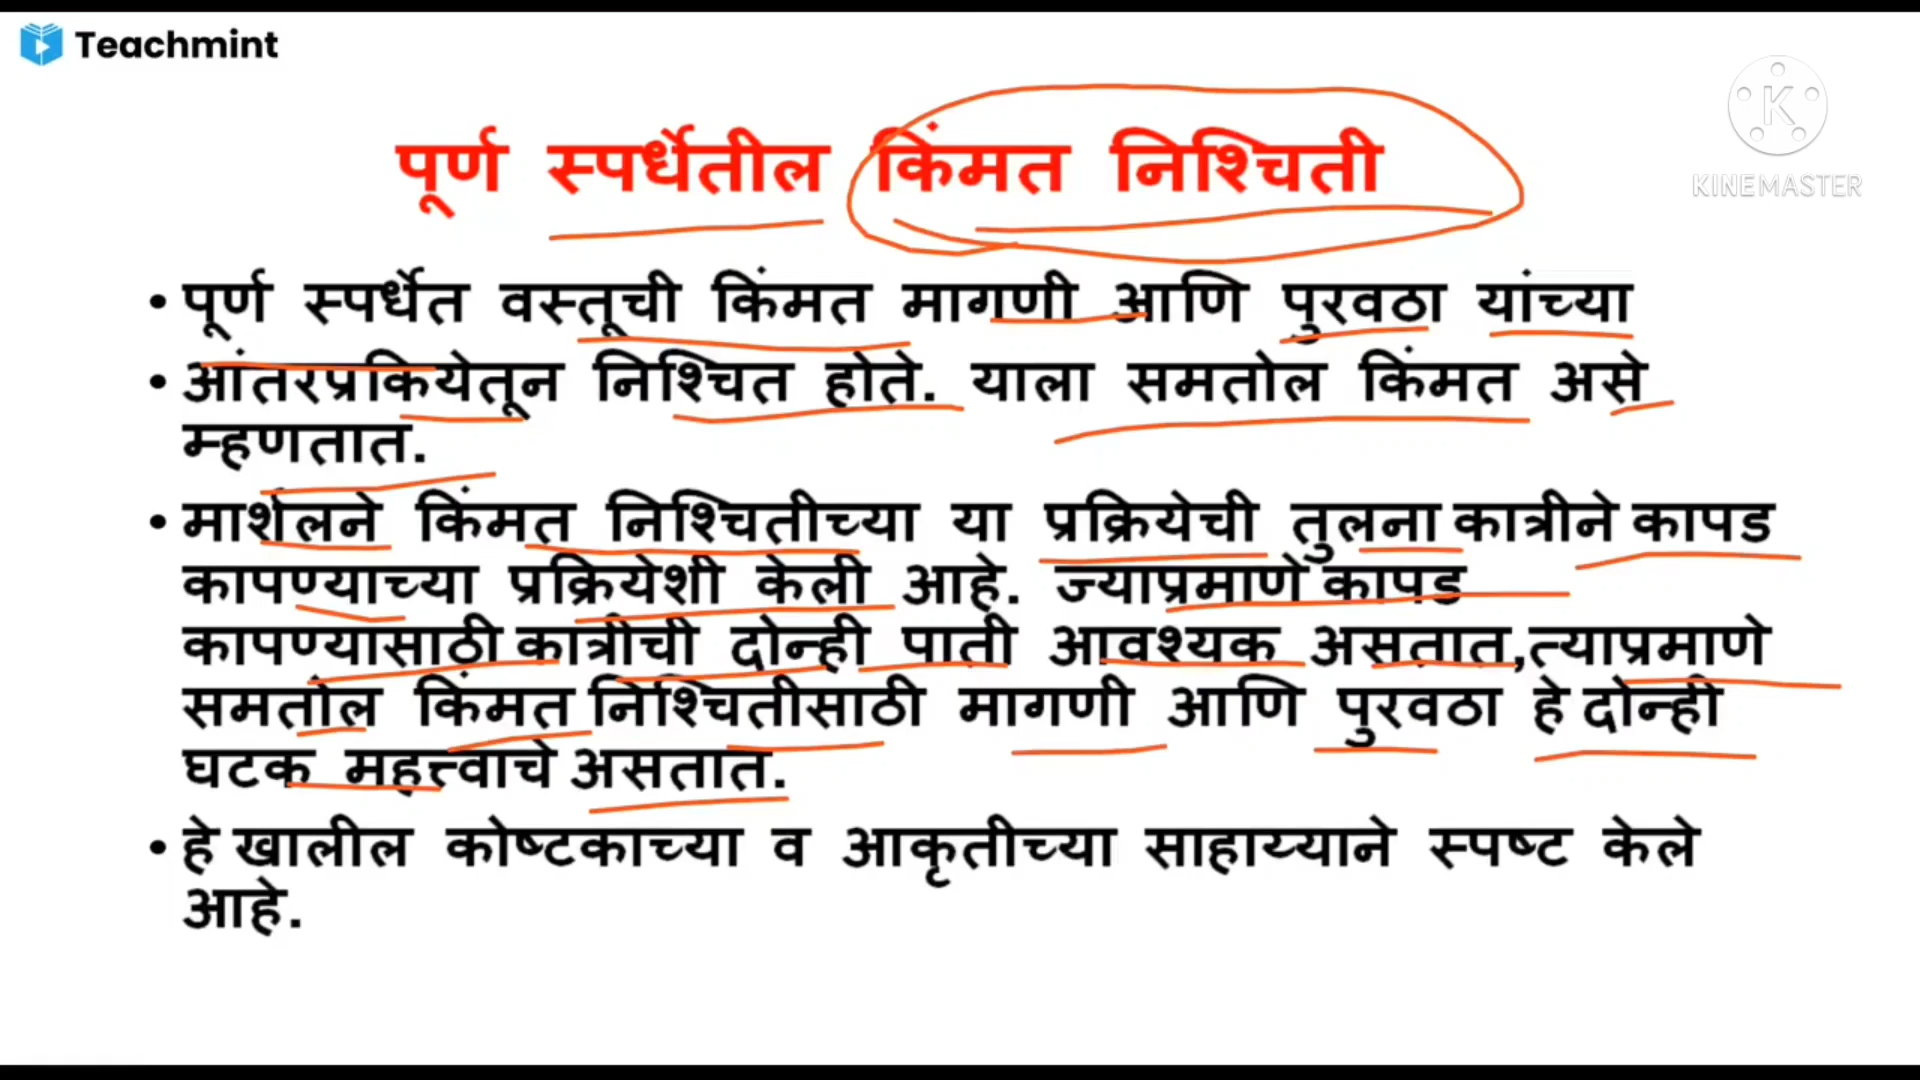 Teachmint
KINEMASTER
पूर्ण स्पर्धेतील किंमत निश्चिती
• पूर्ण स्पर्धेत वस्तूची किंमत मागणी आणि पुरवठा यांच्या
• आंतरप्रकियेतून निश्चित होते. याला समतोल किंमत असे
म्हणतात.
• मार्शलने किंमत निश्चितीच्या या प्रक्रियेची तुलना कात्रीने कापड
कापण्याच्या प्रक्रियेशी केली आहे. ज्याप्रमाणे कापड
कापण्यासाठी कात्रीची दोन्ही पाती आवश्यक असतात,त्याप्रमाणे
समतोल किंमत निश्चितीसाठी मागणी आणि पुरवठा हे दोन्ही
घटक महत्त्वाचे असतात.
• हे खालील कोष्टकाच्या व आकृतीच्या साहाय्याने स्पष्ट केले
आहे.